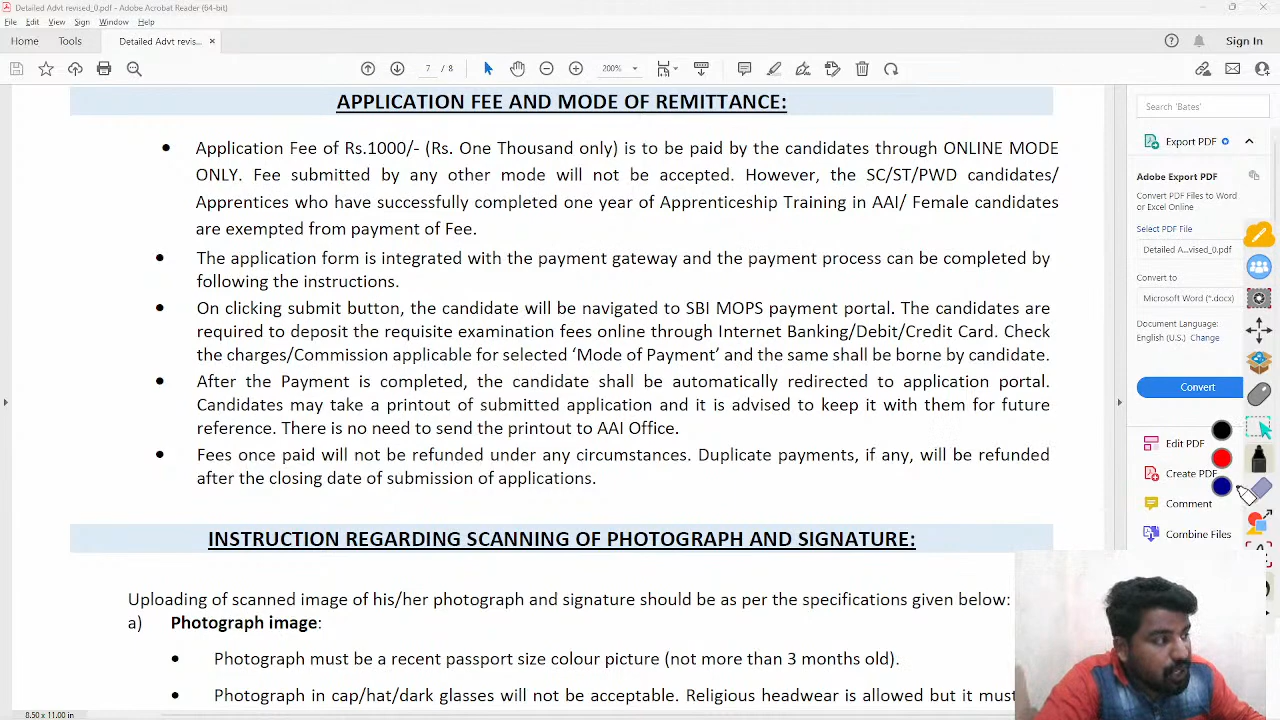 Detailed Advt revised_0.pdf - Adobe Acrobat Reader (64-bit)
File Edit View Sign Window Help
Home Tools Detailed Advt revis... × Sign In
7 / 8 200%
APPLICATION FEE AND MODE OF REMITTANCE:
• Application Fee of Rs.1000/- (Rs. One Thousand only) is to be paid by the candidates through ONLINE MODE
ONLY. Fee submitted by any other mode will not be accepted. However, the SC/ST/PWD candidates/
Apprentices who have successfully completed one year of Apprenticeship Training in AAI/ Female candidates
are exempted from payment of Fee.
• The application form is integrated with the payment gateway and the payment process can be completed by
following the instructions.
• On clicking submit button, the candidate will be navigated to SBI MOPS payment portal. The candidates are
required to deposit the requisite examination fees online through Internet Banking/Debit/Credit Card. Check
the charges/Commission applicable for selected ‘Mode of Payment’ and the same shall be borne by candidate.
• After the Payment is completed, the candidate shall be automatically redirected to application portal.
Candidates may take a printout of submitted application and it is advised to keep it with them for future
reference. There is no need to send the printout to AAI Office.
• Fees once paid will not be refunded under any circumstances. Duplicate payments, if any, will be refunded
after the closing date of submission of applications.
INSTRUCTION REGARDING SCANNING OF PHOTOGRAPH AND SIGNATURE:
Uploading of scanned image of his/her photograph and signature should be as per the specifications given below:
a) Photograph image:
• Photograph must be a recent passport size colour picture (not more than 3 months old).
• Photograph in cap/hat/dark glasses will not be acceptable. Religious headwear is allowed but it must
8.50 x 11.00 in
Search 'Bates'
Export PDF
Adobe Export PDF
Convert PDF Files to Word
or Excel Online
Select PDF File
Detailed A...vised_0.pdf
Convert to
Microsoft Word (*.docx)
Document Language:
English (U.S.) Change
Convert
Edit PDF
Create PDF
Comment
Combine Files